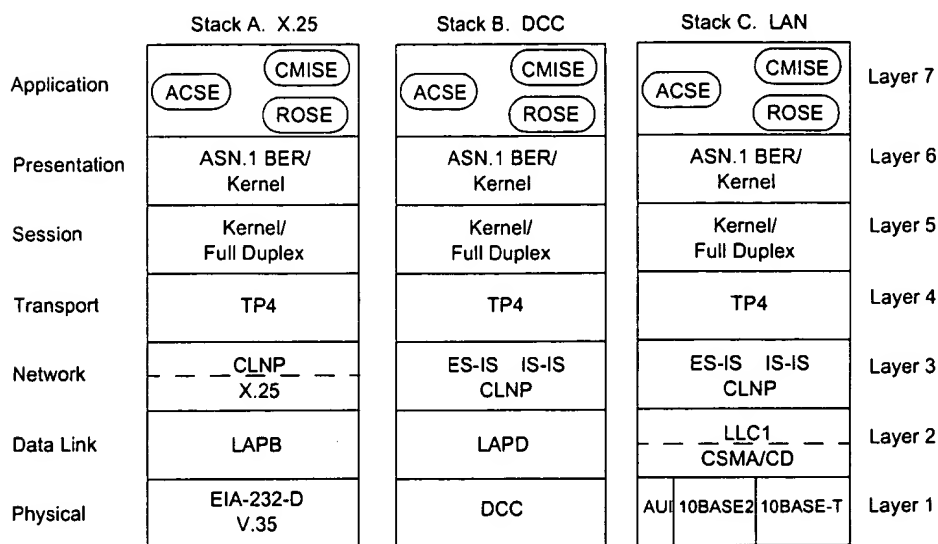 Stack A. X.25 Stack B. DCC Stack C. LAN
Application ACSE CMISE ROSE ACSE CMISE ROSE ACSE CMISE ROSE Layer 7
Presentation ASN.1 BER/ Kernel ASN.1 BER/ Kernel ASN.1 BER/ Kernel Layer 6
Session Kernel/ Full Duplex Kernel/ Full Duplex Kernel/ Full Duplex Layer 5
Transport TP4 TP4 TP4 Layer 4
Network CLNP X.25 ES-IS IS-IS CLNP ES-IS IS-IS CLNP Layer 3
Data Link LAPB LAPD LLC1 CSMA/CD Layer 2
Physical EIA-232-D V.35 DCC AUI 10BASE2 10BASE-T Layer 1